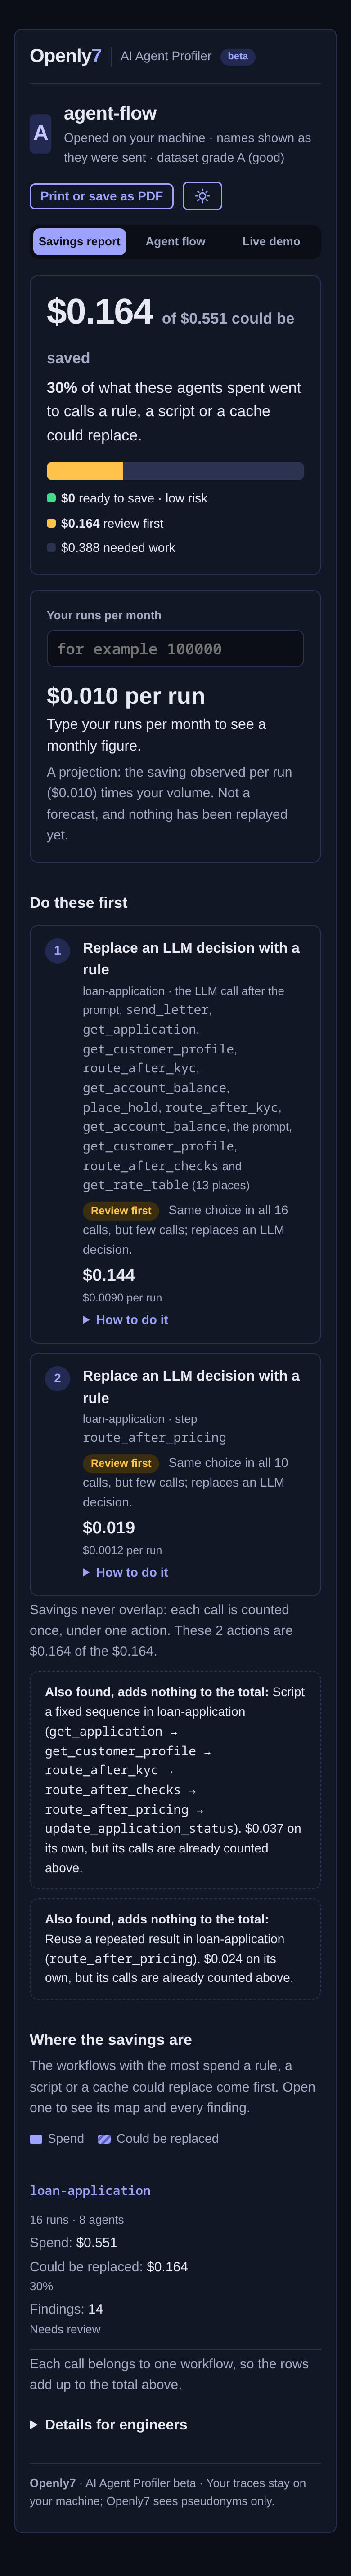 Openly7 AI Agent Profiler beta
A
agent-flow
Opened on your machine · names shown as
they were sent · dataset grade A (good)
Print or save as PDF
Savings report Agent flow Live demo
$0.164 of $0.551 could be
saved
30% of what these agents spent went
to calls a rule, a script or a cache
could replace.
$0 ready to save · low risk
$0.164 review first
$0.388 needed work
Your runs per month
for example 100000
$0.010 per run
Type your runs per month to see a
monthly figure.
A projection: the saving observed per run
($0.010) times your volume. Not a
forecast, and nothing has been replayed
yet.
Do these first
1
Replace an LLM decision with a
rule
loan-application · the LLM call after the
prompt, send_letter,
get_application,
get_customer_profile,
route_after_kyc,
get_account_balance,
place_hold, route_after_kyc,
get_account_balance, the prompt,
get_customer_profile,
route_after_checks and
get_rate_table (13 places)
Review first Same choice in all 16
calls, but few calls; replaces an LLM
decision.
$0.144
$0.0090 per run
▶ How to do it
2
Replace an LLM decision with a
rule
loan-application · step
route_after_pricing
Review first Same choice in all 10
calls, but few calls; replaces an LLM
decision.
$0.019
$0.0012 per run
▶ How to do it
Savings never overlap: each call is counted
once, under one action. These 2 actions are
$0.164 of the $0.164.
Also found, adds nothing to the total: Script
a fixed sequence in loan-application
(get_application →
get_customer_profile →
route_after_kyc →
route_after_checks →
route_after_pricing →
update_application_status). $0.037 on
its own, but its calls are already counted
above.
Also found, adds nothing to the total:
Reuse a repeated result in loan-application
(route_after_pricing). $0.024 on its
own, but its calls are already counted above.
Where the savings are
The workflows with the most spend a rule, a
script or a cache could replace come first. Open
one to see its map and every finding.
Spend Could be replaced
loan-application
16 runs · 8 agents
Spend: $0.551
Could be replaced: $0.164
30%
Findings: 14
Needs review
Each call belongs to one workflow, so the rows
add up to the total above.
▶ Details for engineers
Openly7 · AI Agent Profiler beta · Your traces stay on
your machine; Openly7 sees pseudonyms only.